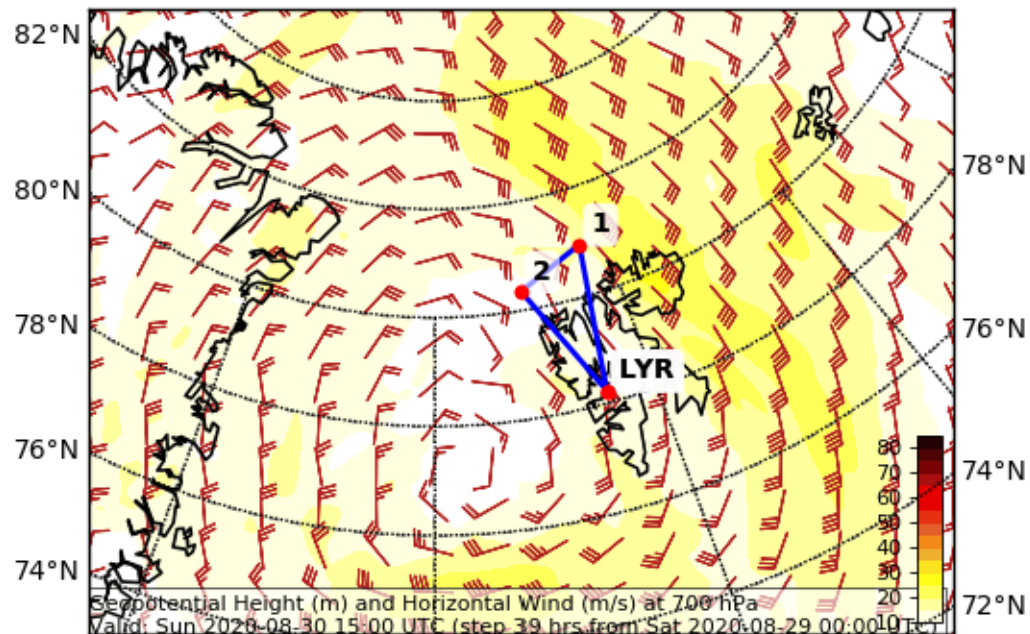 82°N
80°N
78°N
76°N
74°N
78°N
76°N
74°N
72°N
1
2
LYR
80
70
60
50
40
30
20
10
Geopotential Height (m) and Horizontal Wind (m/s) at 700 hPa
Valid: Sun 2020-08-30 15:00 UTC (step 39 hrs from Sat 2020-08-29 00:00 UTC)